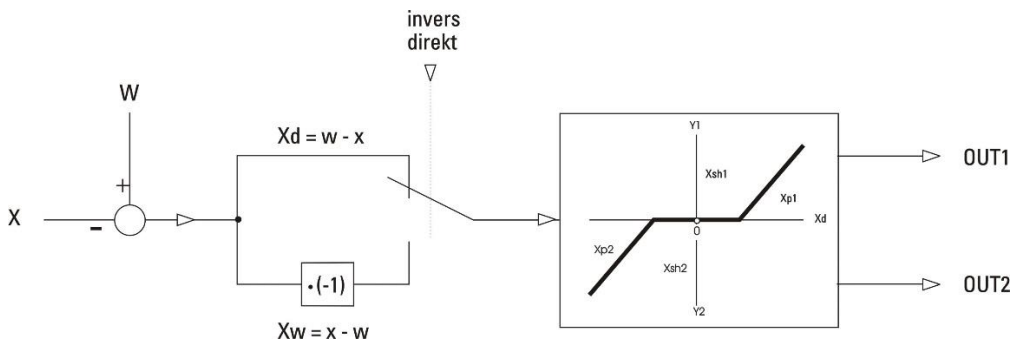 invers
direkt
W
Xd = w - x
+
X
-
•(-1)
Xw = x - w
Y1
Xsh1
Xp1
Xd
0
Xp2
Xsh2
Y2
OUT1
OUT2